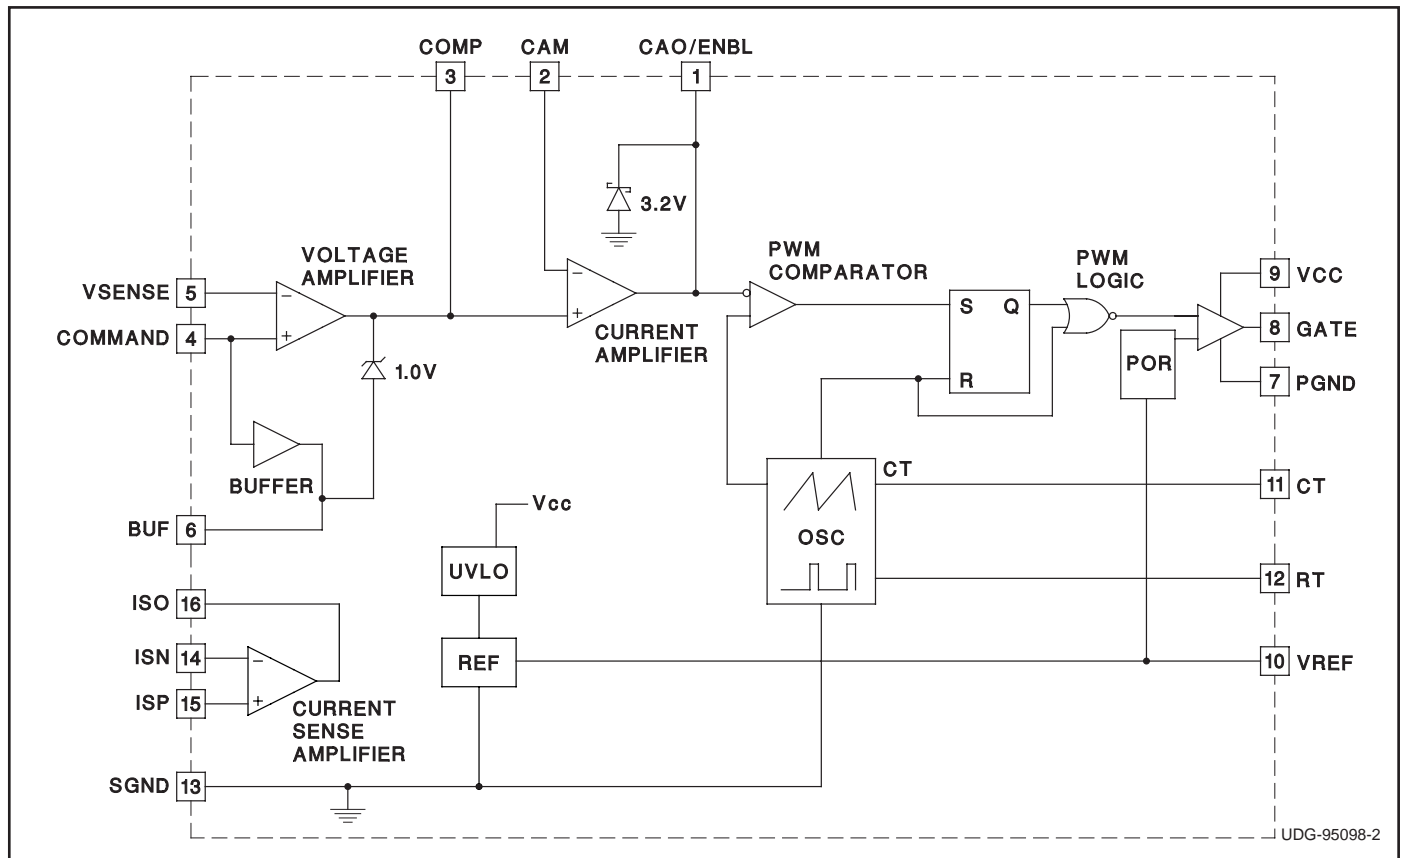 COMP CAM CAO/ENBL
3 2 1
3.2V
VOLTAGE
AMPLIFIER
PWM
COMPARATOR
PWM
LOGIC
9 VCC
VSENSE 5 − −
S Q
COMMAND 4 + +
CURRENT
AMPLIFIER
8 GATE
POR
1.0V
R
7 PGND
BUFFER
CT
11 CT
Vcc
BUF 6
OSC
UVLO
12 RT
ISO 16
ISN 14 −
REF
10 VREF
ISP 15 +
CURRENT
SENSE
AMPLIFIER
SGND 13
UDG-95098-2